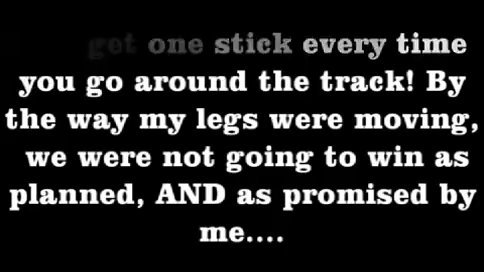 get one stick every time
you go around the track! By
the way my legs were moving,
we were not going to win as
planned, AND as promised by
me....